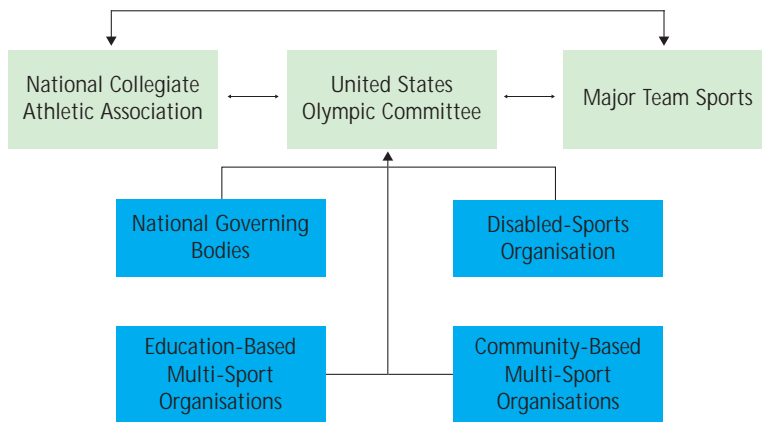 National Collegiate
Athletic Association
United States
Olympic Committee
Major Team Sports
National Governing
Bodies
Disabled-Sports
Organisation
Education-Based
Multi-Sport
Organisations
Community-Based
Multi-Sport
Organisations